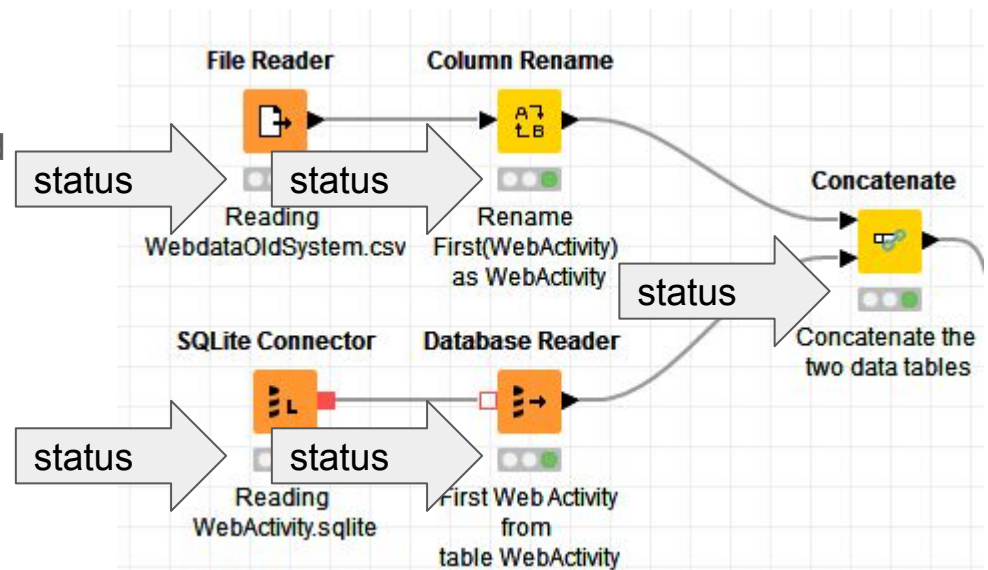 File Reader
Column Rename
A
B
Concatenate
status
status
Reading
WebdataOldSystem.csv
Rename
First(WebActivity)
as WebActivity
status
Concatenate the
two data tables
SQLite Connector
Database Reader
L
status
status
Reading
WebActivity.sqlite
First Web Activity
from
table WebActivity